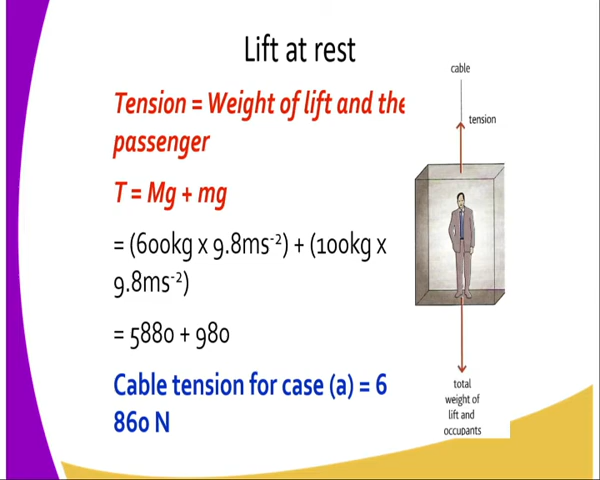 Lift at rest
Tension = Weight of lift and the
passenger
T = Mg + mg
= (600kg x 9.8ms⁻²) + (100kg x
9.8ms⁻²)
= 5880 + 980
Cable tension for case (a) = 6
860 N
cable
tension
total
weight of
lift and
occupants